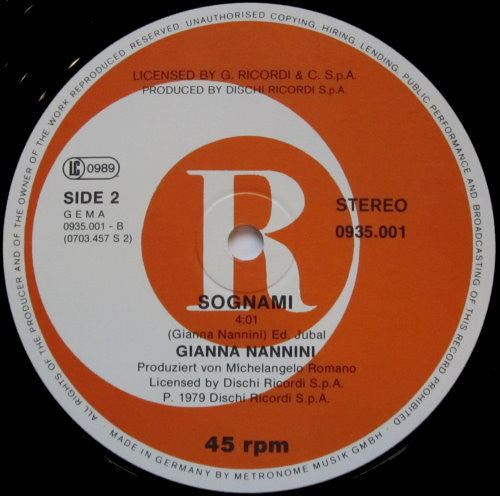 ALL RIGHTS OF THE PRODUCER AND OF THE OWNER OF THE WORK REPRODUCED RESERVED UNAUTHORISED COPYING, HIRING, LENDING, PUBLIC PERFORMANCE AND BROADCASTING OF THIS RECORD PROHIBITED
LICENSED BY G. RICORDI & C. S.p.A.
PRODUCED BY DISCHI RICORDI S.p.A.
LC 0989
SIDE 2
GEMA
0935.001 - B
(0703.457 S 2)
R
STEREO
0935.001
SOGNAMI
4:01
(Gianna Nannini) Ed. Jubal
GIANNA NANNINI
Produziert von Michelangelo Romano
Licensed by Dischi Ricordi S.p.A.
P. 1979 Dischi Ricordi S.p.A.
45 rpm
· MADE IN GERMANY BY METRONOME MUSIK GMBH ·